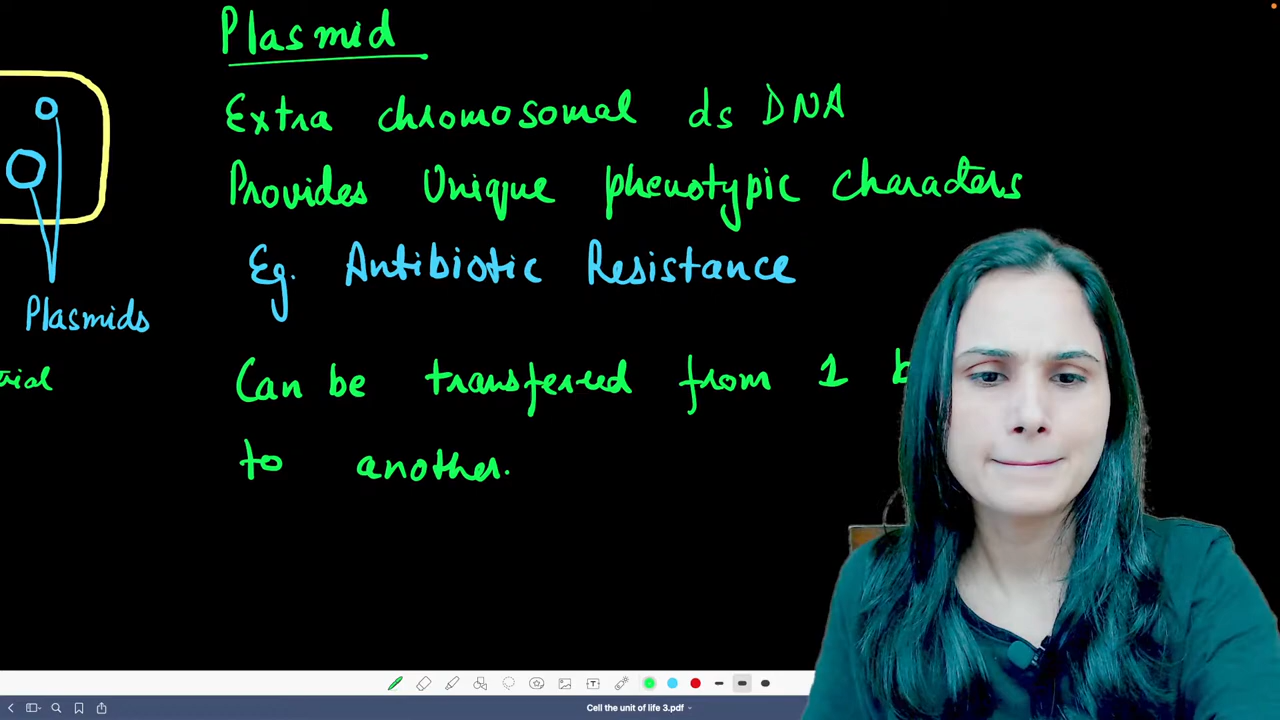 Plasmid
Extra chromosomal ds DNA
Provides Unique phenotypic characters
Eg. Antibiotic Resistance
Plasmids
Can be transferred from 1
to another.
Cell the unit of life 3.pdf